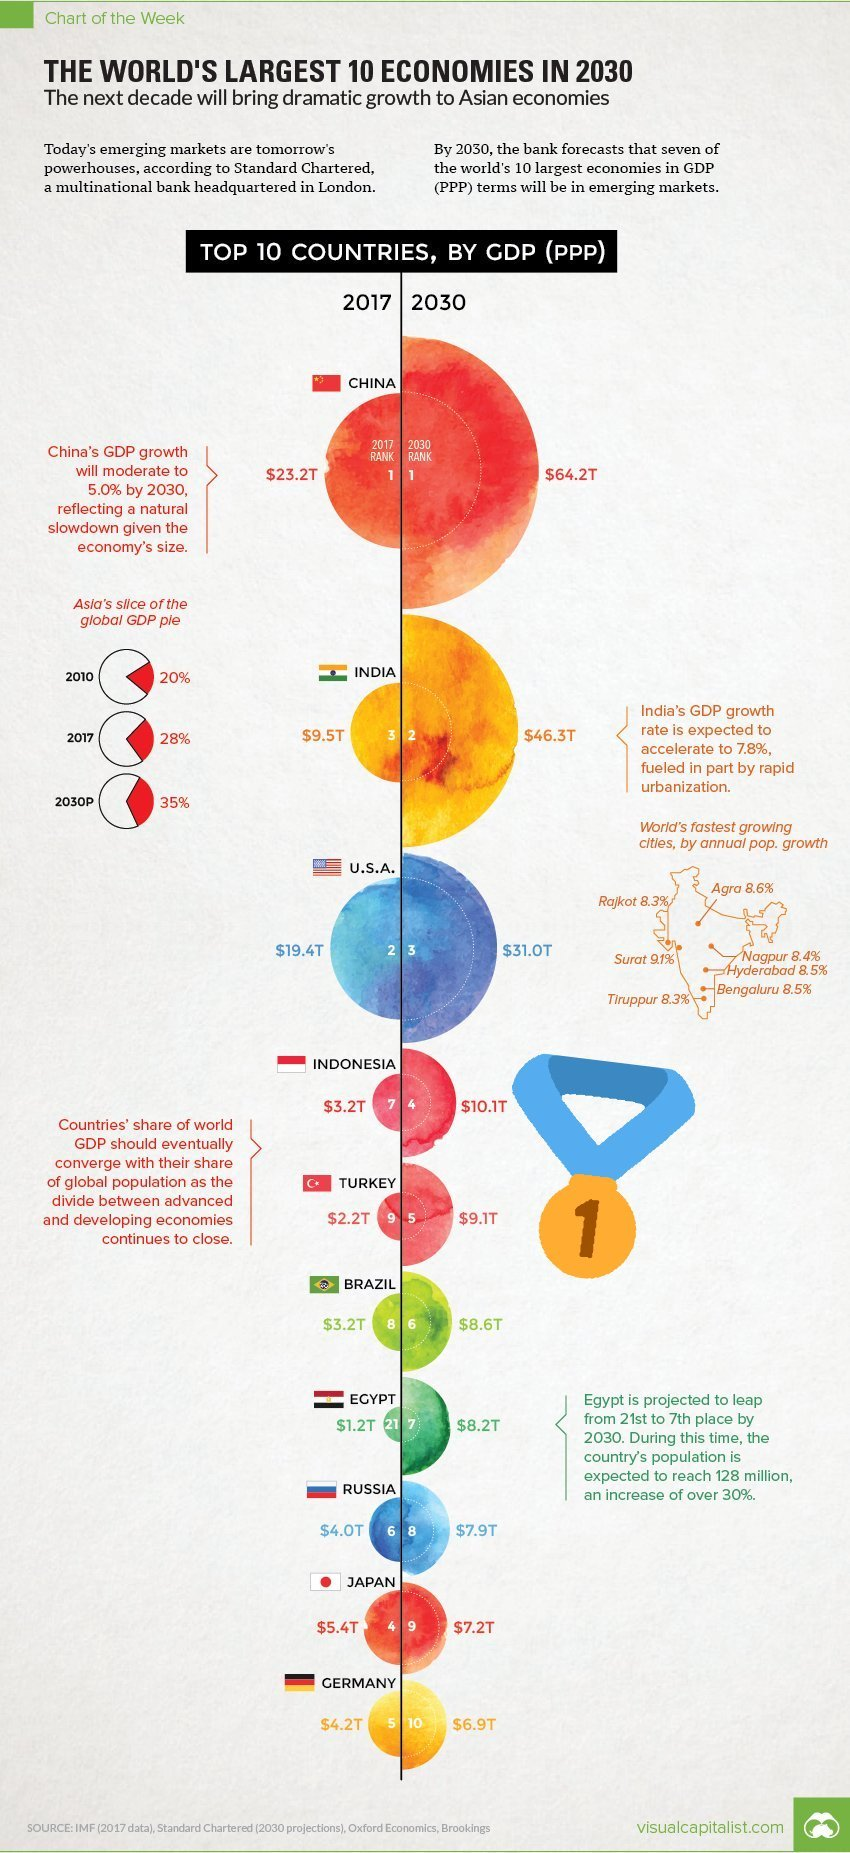 Chart of the Week
THE WORLD'S LARGEST 10 ECONOMIES IN 2030
The next decade will bring dramatic growth to Asian economies
Today's emerging markets are tomorrow's
powerhouses, according to Standard Chartered,
a multinational bank headquartered in London.
By 2030, the bank forecasts that seven of
the world's 10 largest economies in GDP
(PPP) terms will be in emerging markets.
TOP 10 COUNTRIES, BY GDP (PPP)
2017 2030
CHINA
2017 RANK 1
2030 RANK 1
$23.2T
$64.2T
China's GDP growth
will moderate to
5.0% by 2030,
reflecting a natural
slowdown given the
economy's size.
Asia's slice of the
global GDP pie
2010 20%
2017 28%
2030P 35%
INDIA
$9.5T 3 2 $46.3T
India's GDP growth
rate is expected to
accelerate to 7.8%,
fueled in part by rapid
urbanization.
World's fastest growing
cities, by annual pop. growth
Agra 8.6%
Rajkot 8.3%
Surat 9.1%
Nagpur 8.4%
Hyderabad 8.5%
Bengaluru 8.5%
Tiruppur 8.3%
U.S.A.
$19.4T 2 3 $31.0T
INDONESIA
$3.2T 7 4 $10.1T
1
Countries' share of world
GDP should eventually
converge with their share
of global population as the
divide between advanced
and developing economies
continues to close.
TURKEY
$2.2T 9 5 $9.1T
BRAZIL
$3.2T 8 6 $8.6T
EGYPT
$1.2T 21 7 $8.2T
Egypt is projected to leap
from 21st to 7th place by
2030. During this time, the
country's population is
expected to reach 128 million,
an increase of over 30%.
RUSSIA
$4.0T 6 8 $7.9T
JAPAN
$5.4T 4 9 $7.2T
GERMANY
$4.2T 5 10 $6.9T
SOURCE: IMF (2017 data), Standard Chartered (2030 projections), Oxford Economics, Brookings
visualcapitalist.com